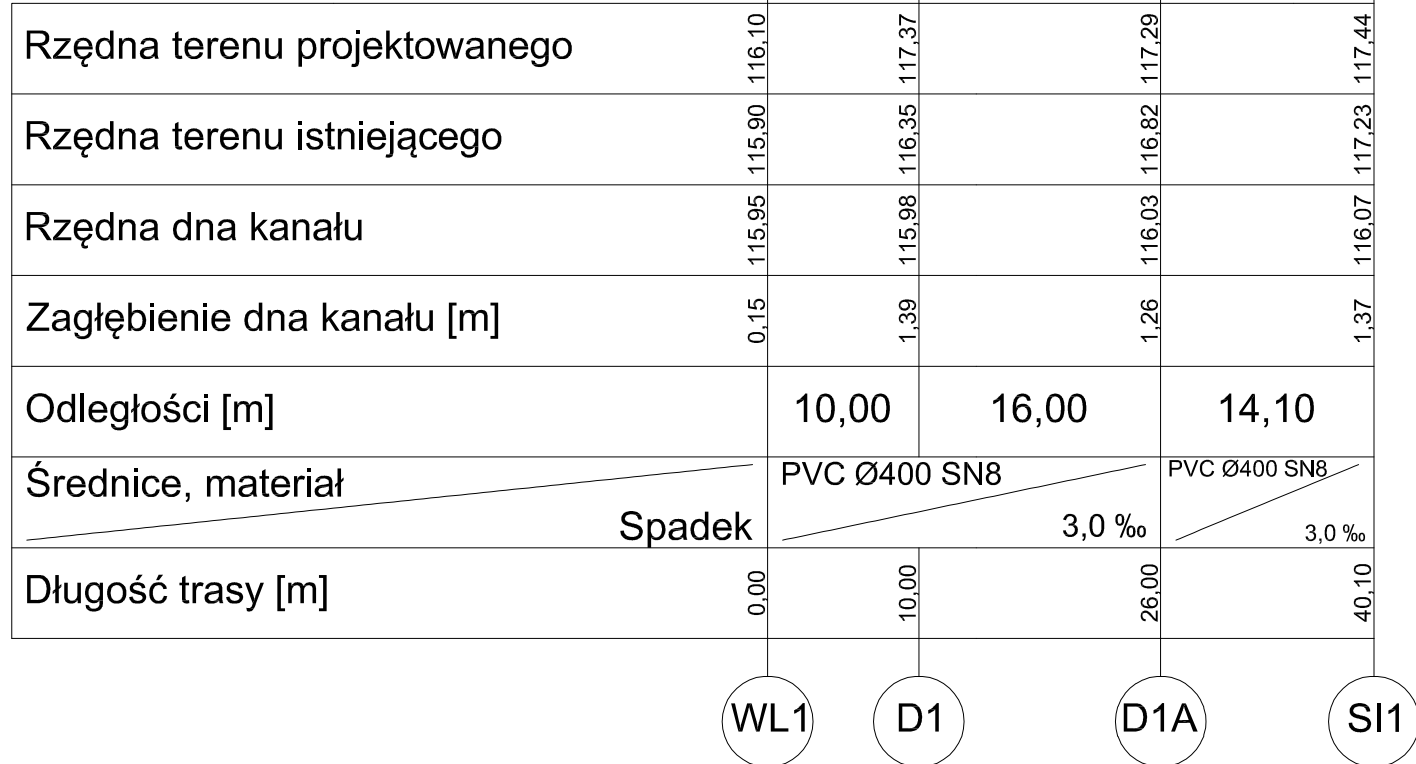 Rzędna terenu projektowanego 116,10 117,37 117,29 117,44
Rzędna terenu istniejącego 115,90 116,35 116,82 117,23
Rzędna dna kanału 115,95 115,98 116,03 116,07
Zagłębienie dna kanału [m] 0,15 1,39 1,26 1,37
Odległości [m] 10,00 16,00 14,10
Średnice, materiał PVC Ø400 SN8 PVC Ø400 SN8
Spadek 3,0 ‰ 3,0 ‰
Długość trasy [m] 0,00 10,00 26,00 40,10
WL1 D1 D1A SI1